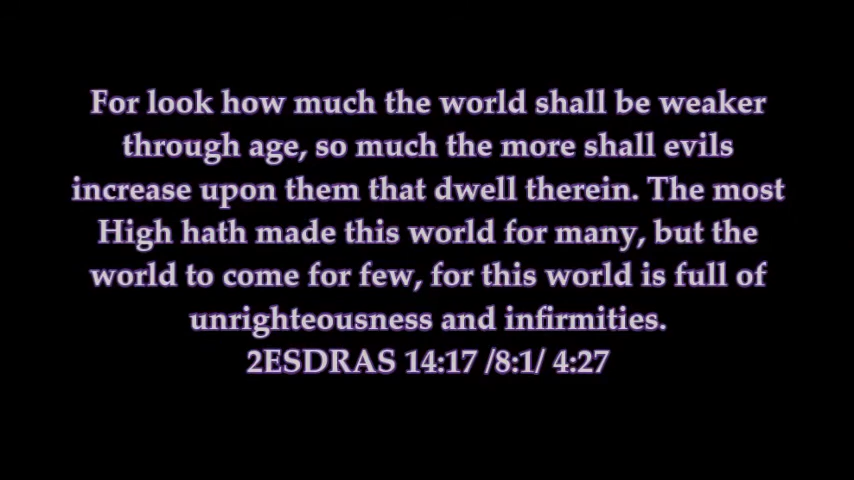 For look how much the world shall be weaker
through age, so much the more shall evils
increase upon them that dwell therein. The most
High hath made this world for many, but the
world to come for few, for this world is full of
unrighteousness and infirmities.
2ESDRAS 14:17 /8:1/ 4:27